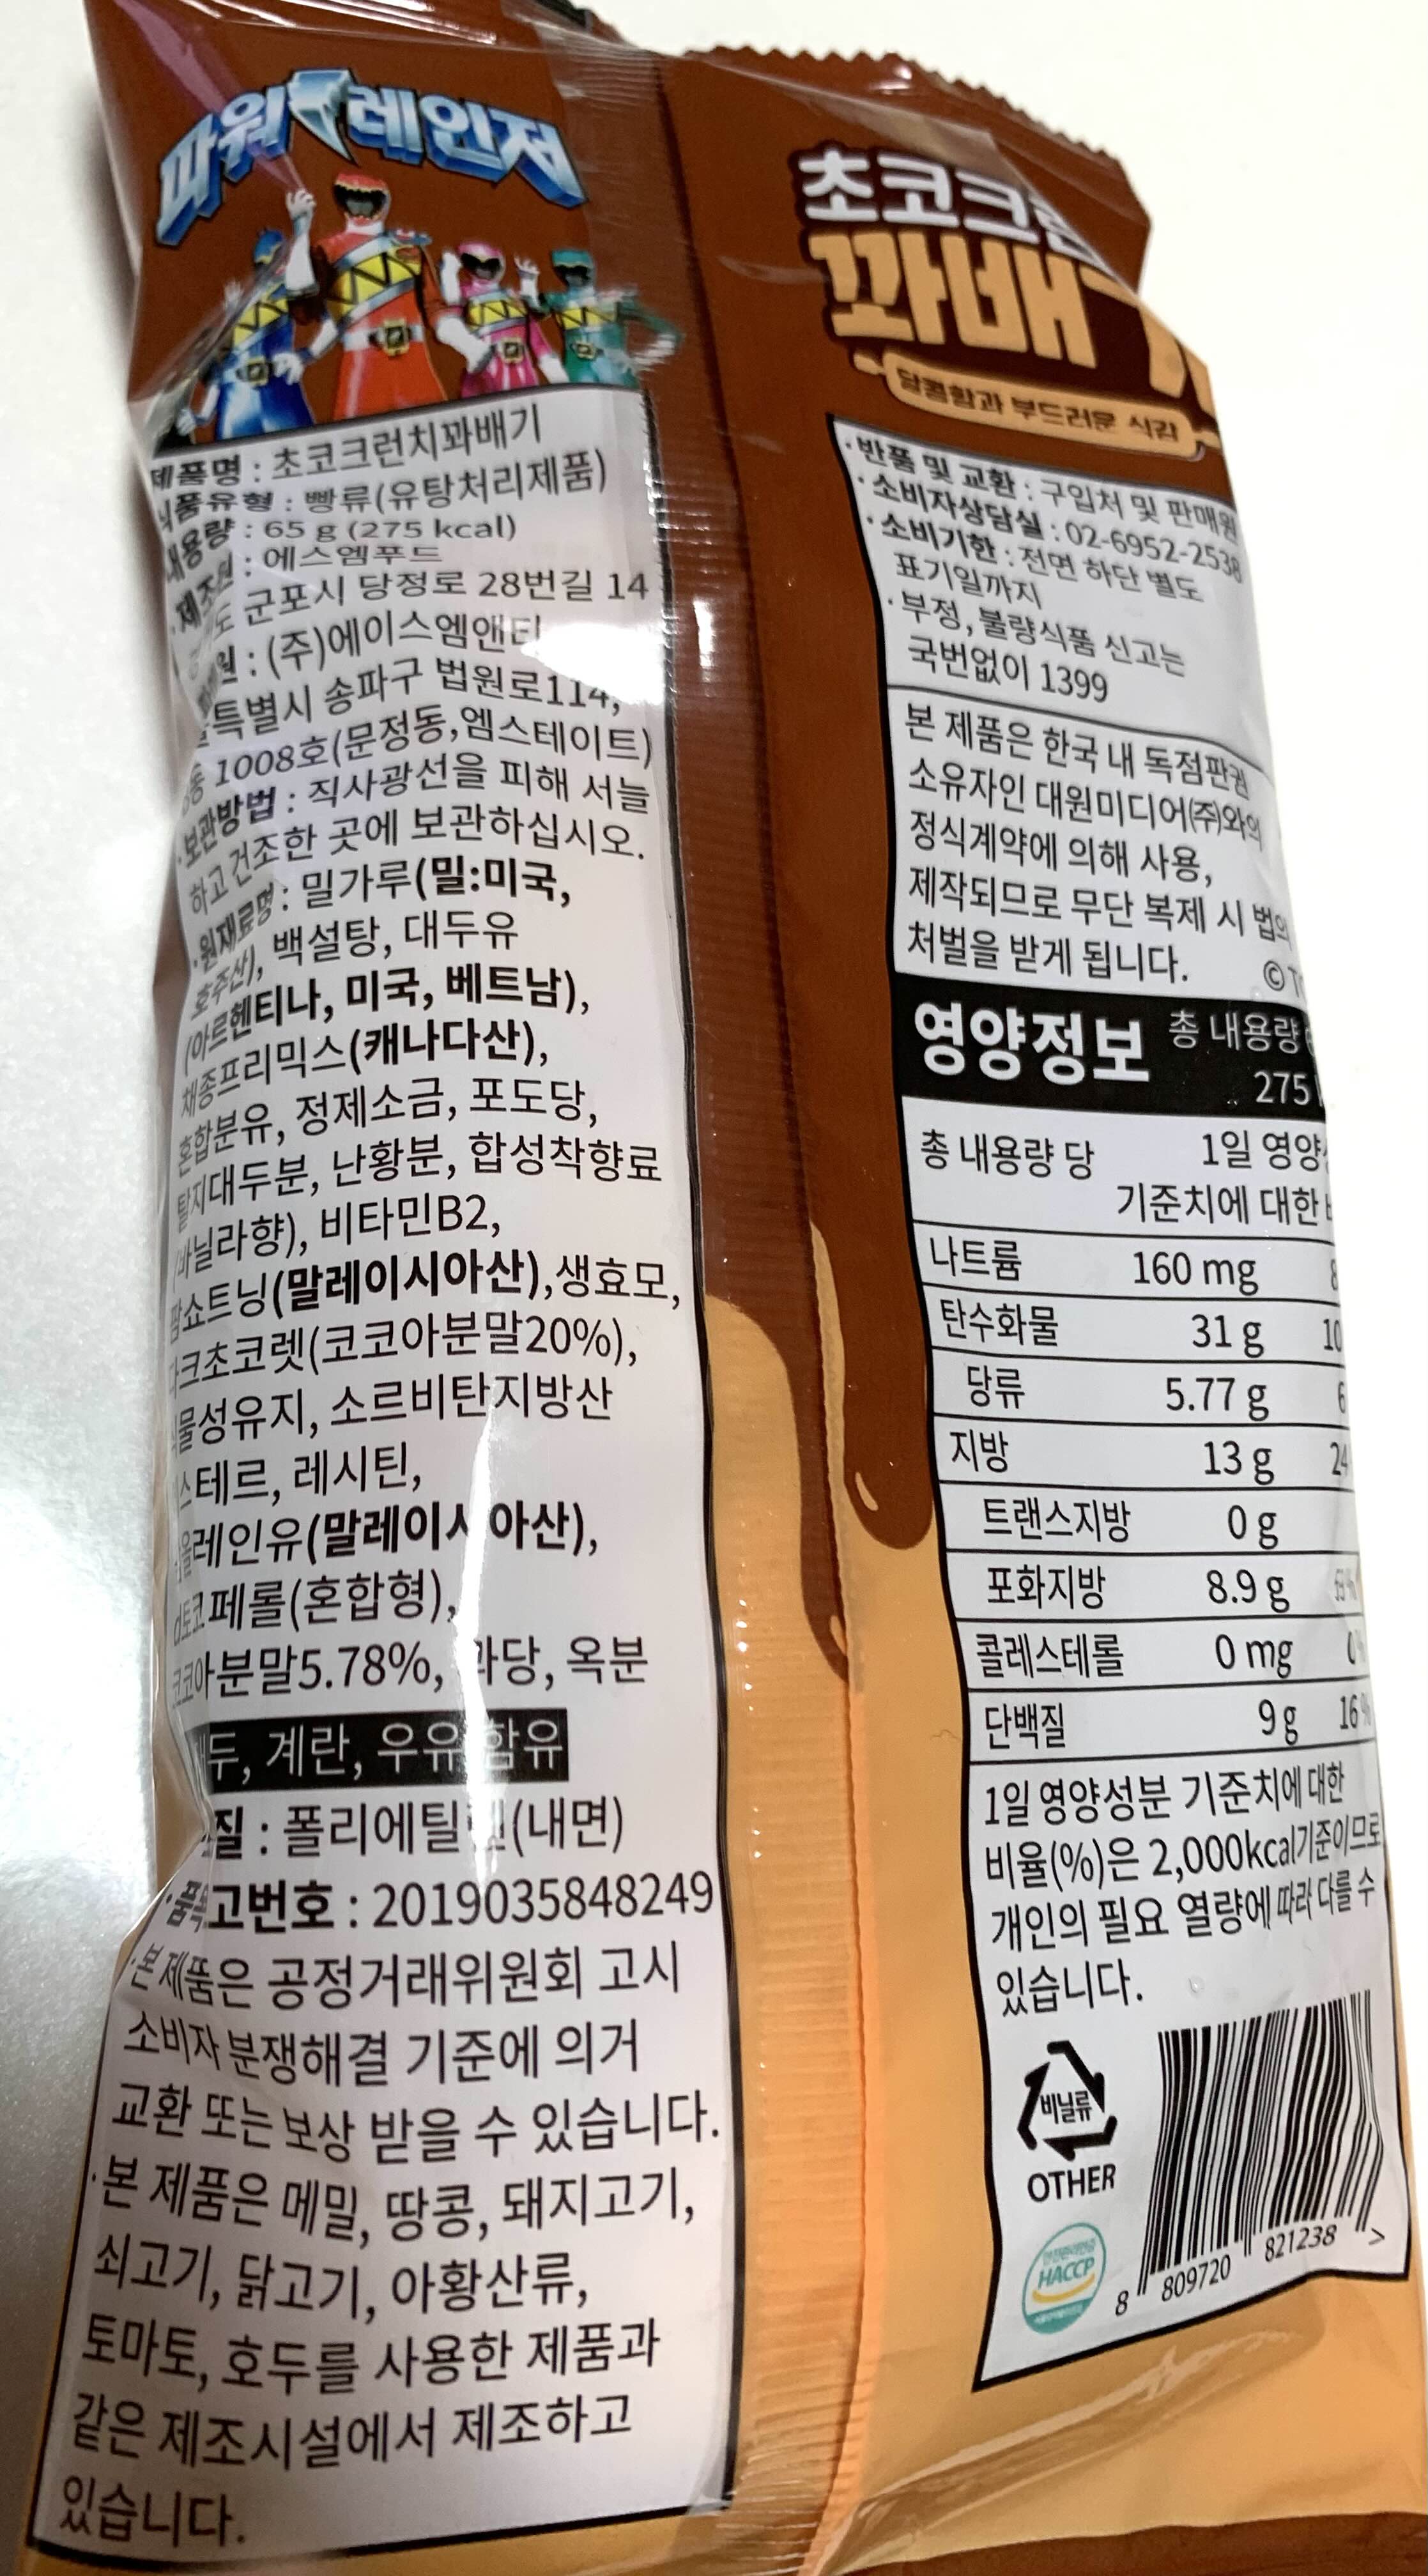 파워레인저
제품명 : 초코크런치꽈배기
식품유형 : 빵류(유탕처리제품)
내용량 : 65 g (275 kcal)
·제조원 : 에스엠푸드
군포시 당정로 28번길 14
(주)에이스엠앤티
특별시 송파구 법원로114,
1008호(문정동,엠스테이트)
·보관방법 : 직사광선을 피해 서늘
하고 건조한 곳에 보관하십시오.
·원재료명 : 밀가루(밀:미국,
호주산), 백설탕, 대두유
(아르헨티나, 미국, 베트남),
채종프리믹스(캐나다산),
혼합분유, 정제소금, 포도당,
탈지대두분, 난황분, 합성착향료
(바닐라향), 비타민B2,
팜쇼트닝(말레이시아산),생효모,
다크초코렛(코코아분말20%),
식물성유지, 소르비탄지방산
에스테르, 레시틴,
팜올레인유(말레이시아산),
d토코페롤(혼합형),
코코아분말5.78%, 과당, 옥분
대두, 계란, 우유 함유
폴리에틸렌(내면)
·품목보고번호 : 2019035848249
·본 제품은 공정거래위원회 고시
소비자 분쟁해결 기준에 의거
교환 또는 보상 받을 수 있습니다.
·본 제품은 메밀, 땅콩, 돼지고기,
쇠고기, 닭고기, 아황산류,
토마토, 호두를 사용한 제품과
같은 제조시설에서 제조하고
있습니다.
초코크런
꽈배기
달콤함과 부드러운 식감
·반품 및 교환 : 구입처 및 판매원
·소비자상담실 : 02-6952-2538
·소비기한 : 전면 하단 별도
표기일까지
·부정, 불량식품 신고는
국번없이 1399
본 제품은 한국 내 독점판권
소유자인 대원미디어(주)와의
정식계약에 의해 사용,
제작되므로 무단 복제 시 법의
처벌을 받게 됩니다.
©
영양정보 총 내용량
275
총 내용량 당 1일 영양
기준치에 대한
나트륨 160 mg
탄수화물 31 g 10
당류 5.77 g 6
지방 13 g 24
트랜스지방 0 g
포화지방 8.9 g
콜레스테롤 0 mg
단백질 9 g 16 %
1일 영양성분 기준치에 대한
비율(%)은 2,000kcal기준이므로
개인의 필요 열량에 따라 다를 수
있습니다.
비닐류
OTHER
HACCP
8 809720 821238 >